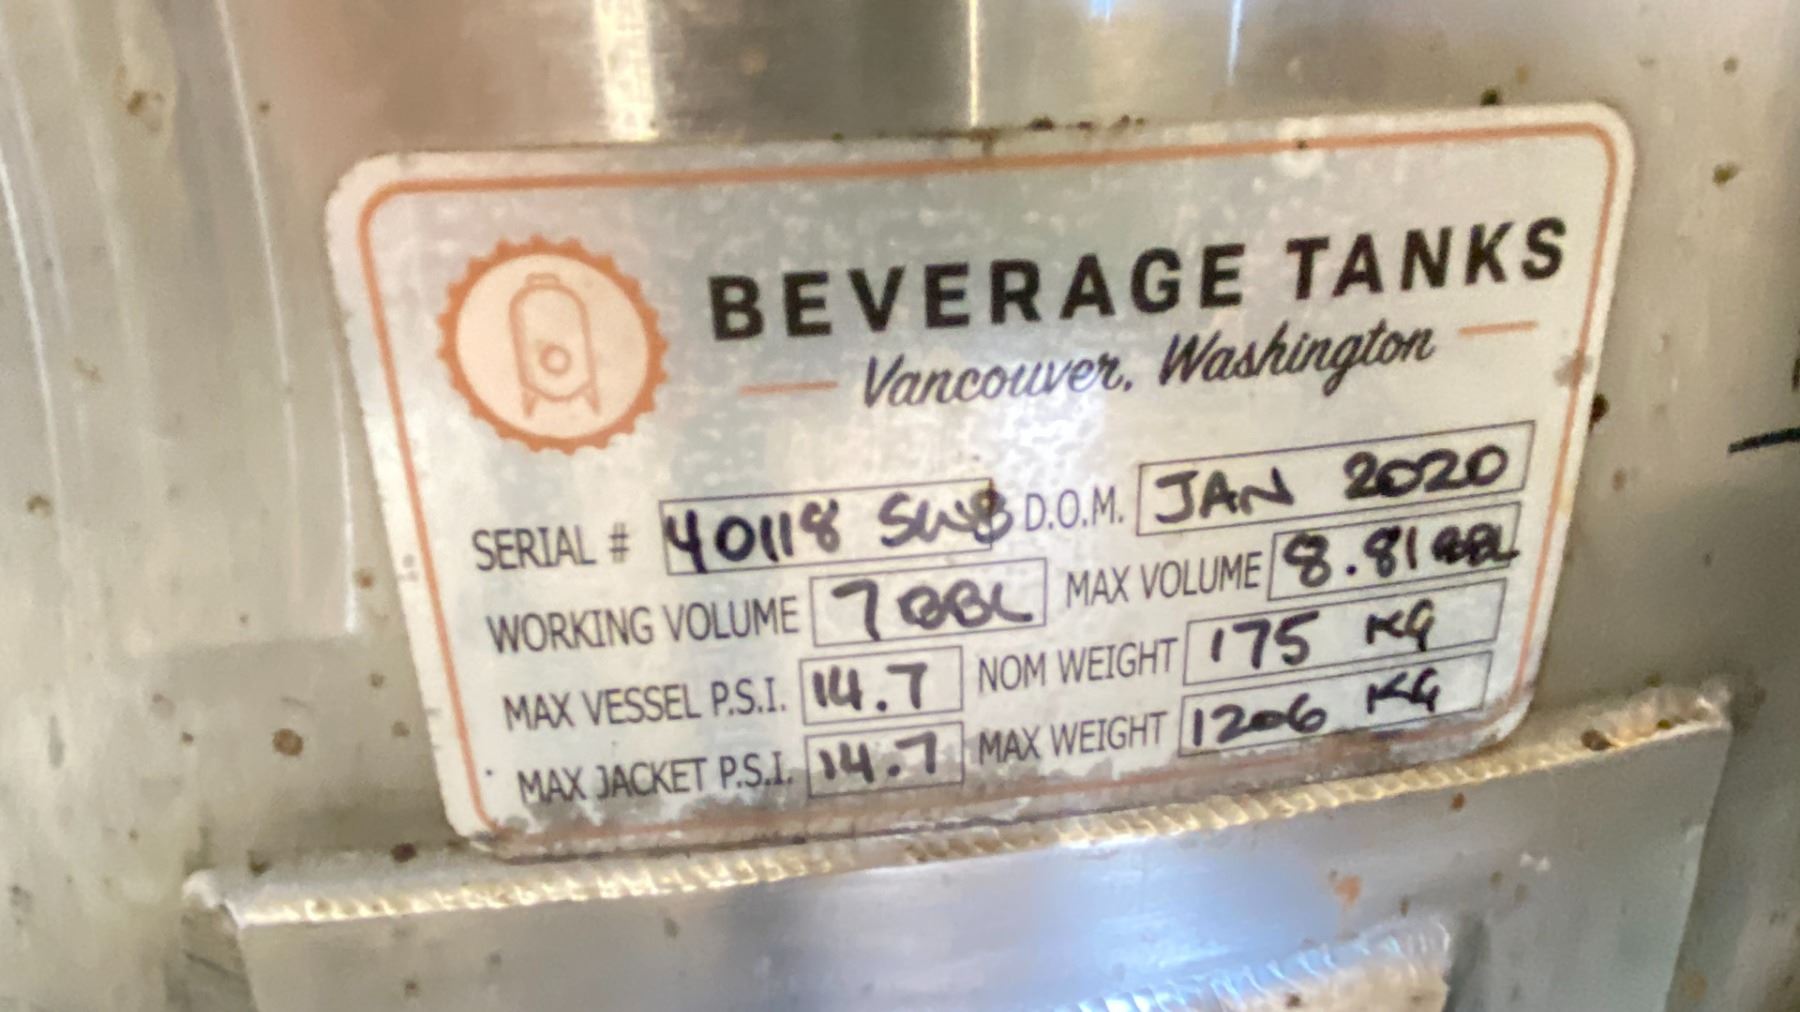 BEVERAGE TANKS
Vancouver, Washington
SERIAL # 40118 SWB D.O.M. JAN 2020
WORKING VOLUME 7 BBL MAX VOLUME 8.81 BBL
MAX VESSEL P.S.I. 14.7 NOM WEIGHT 175 KG
MAX JACKET P.S.I. 14.7 MAX WEIGHT 1206 KG